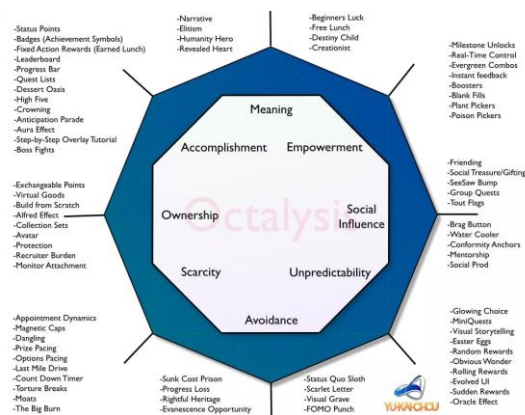 -Narrative
-Elitism
-Humanity Hero
-Revealed Heart
-Beginners Luck
-Free Lunch
-Destiny Child
-Creationist
-Status Points
-Badges (Achievement Symbols)
-Fixed Action Rewards (Earned Lunch)
-Leaderboard
-Progress Bar
-Quest Lists
-Dessert Oasis
-High Five
-Crowning
-Anticipation Parade
-Aura Effect
-Step-by-Step Overlay Tutorial
-Boss Fights
-Milestone Unlocks
-Real-Time Control
-Evergreen Combos
-Instant feedback
-Boosters
-Blank Fills
-Plant Pickers
-Poison Pickers
Meaning
Accomplishment
Empowerment
Ownership
Octalysis
Social
Influence
Scarcity
Unpredictability
Avoidance
-Exchangeable Points
-Virtual Goods
-Build from Scratch
-Alfred Effect
-Collection Sets
-Avatar
-Protection
-Recruiter Burden
-Monitor Attachment
-Friending
-Social Treasure/Gifting
-SeeSaw Bump
-Group Quests
-Tout Flags
-Brag Button
-Water Cooler
-Conformity Anchors
-Mentorship
-Social Prod
-Appointment Dynamics
-Magnetic Caps
-Dangling
-Prize Pacing
-Options Pacing
-Last Mile Drive
-Count Down Timer
-Torture Breaks
-Moats
-The Big Burn
-Sunk Cost Prison
-Progress Loss
-Rightful Heritage
-Evanescence Opportunity
-Status Quo Sloth
-Scarlet Letter
-Visual Grave
-FOMO Punch
-Glowing Choice
-MiniQuests
-Visual Storytelling
-Easter Eggs
-Random Rewards
-Obvious Wonder
-Rolling Rewards
-Evolved UI
-Sudden Rewards
-Oracle Effect
YU-KAI CHOU